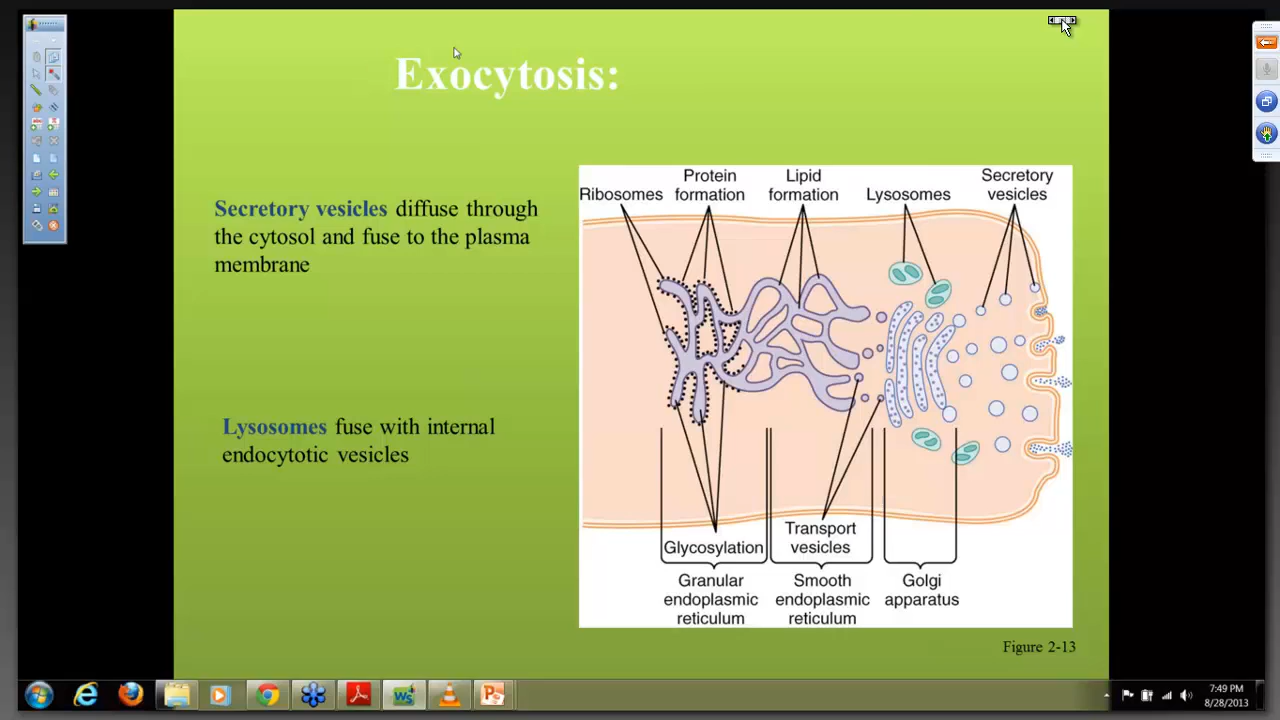 Exocytosis:
Secretory vesicles diffuse through
the cytosol and fuse to the plasma
membrane
Lysosomes fuse with internal
endocytotic vesicles
Ribosomes
Protein
formation
Lipid
formation
Lysosomes
Secretory
vesicles
Glycosylation
Transport
vesicles
Granular
endoplasmic
reticulum
Smooth
endoplasmic
reticulum
Golgi
apparatus
Figure 2-13
7:49 PM
8/28/2013